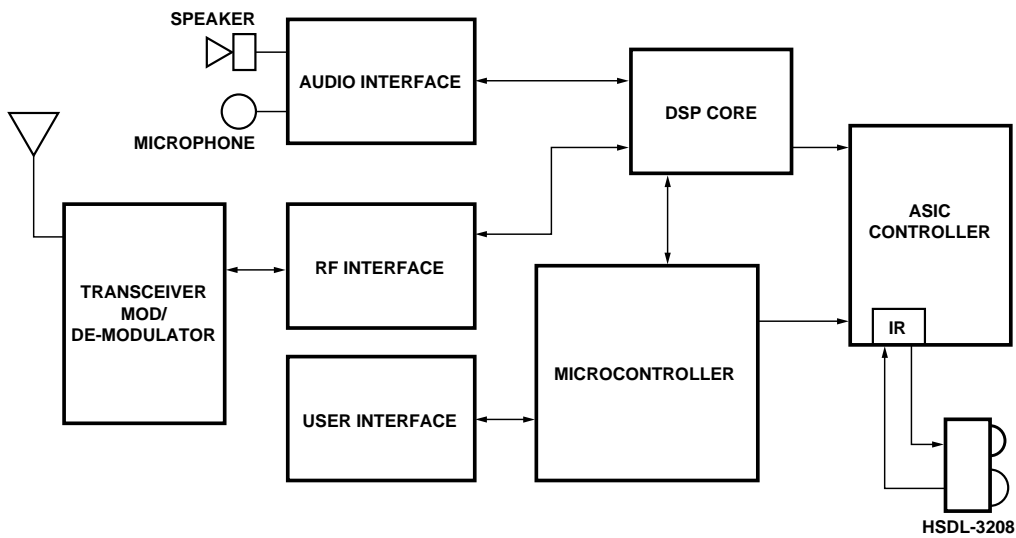 SPEAKER
AUDIO INTERFACE
MICROPHONE
DSP CORE
ASIC
CONTROLLER
RF INTERFACE
TRANSCEIVER
MOD/
DE-MODULATOR
IR
MICROCONTROLLER
USER INTERFACE
HSDL-3208